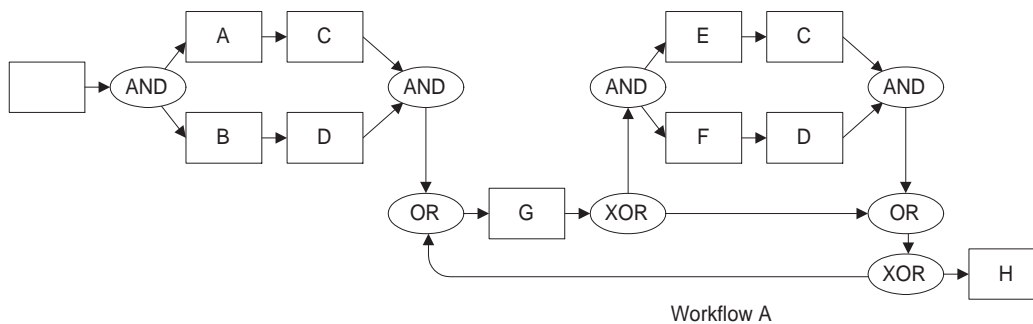 A C E C
AND AND AND AND
B D F D
OR G XOR OR
XOR H
Workflow A